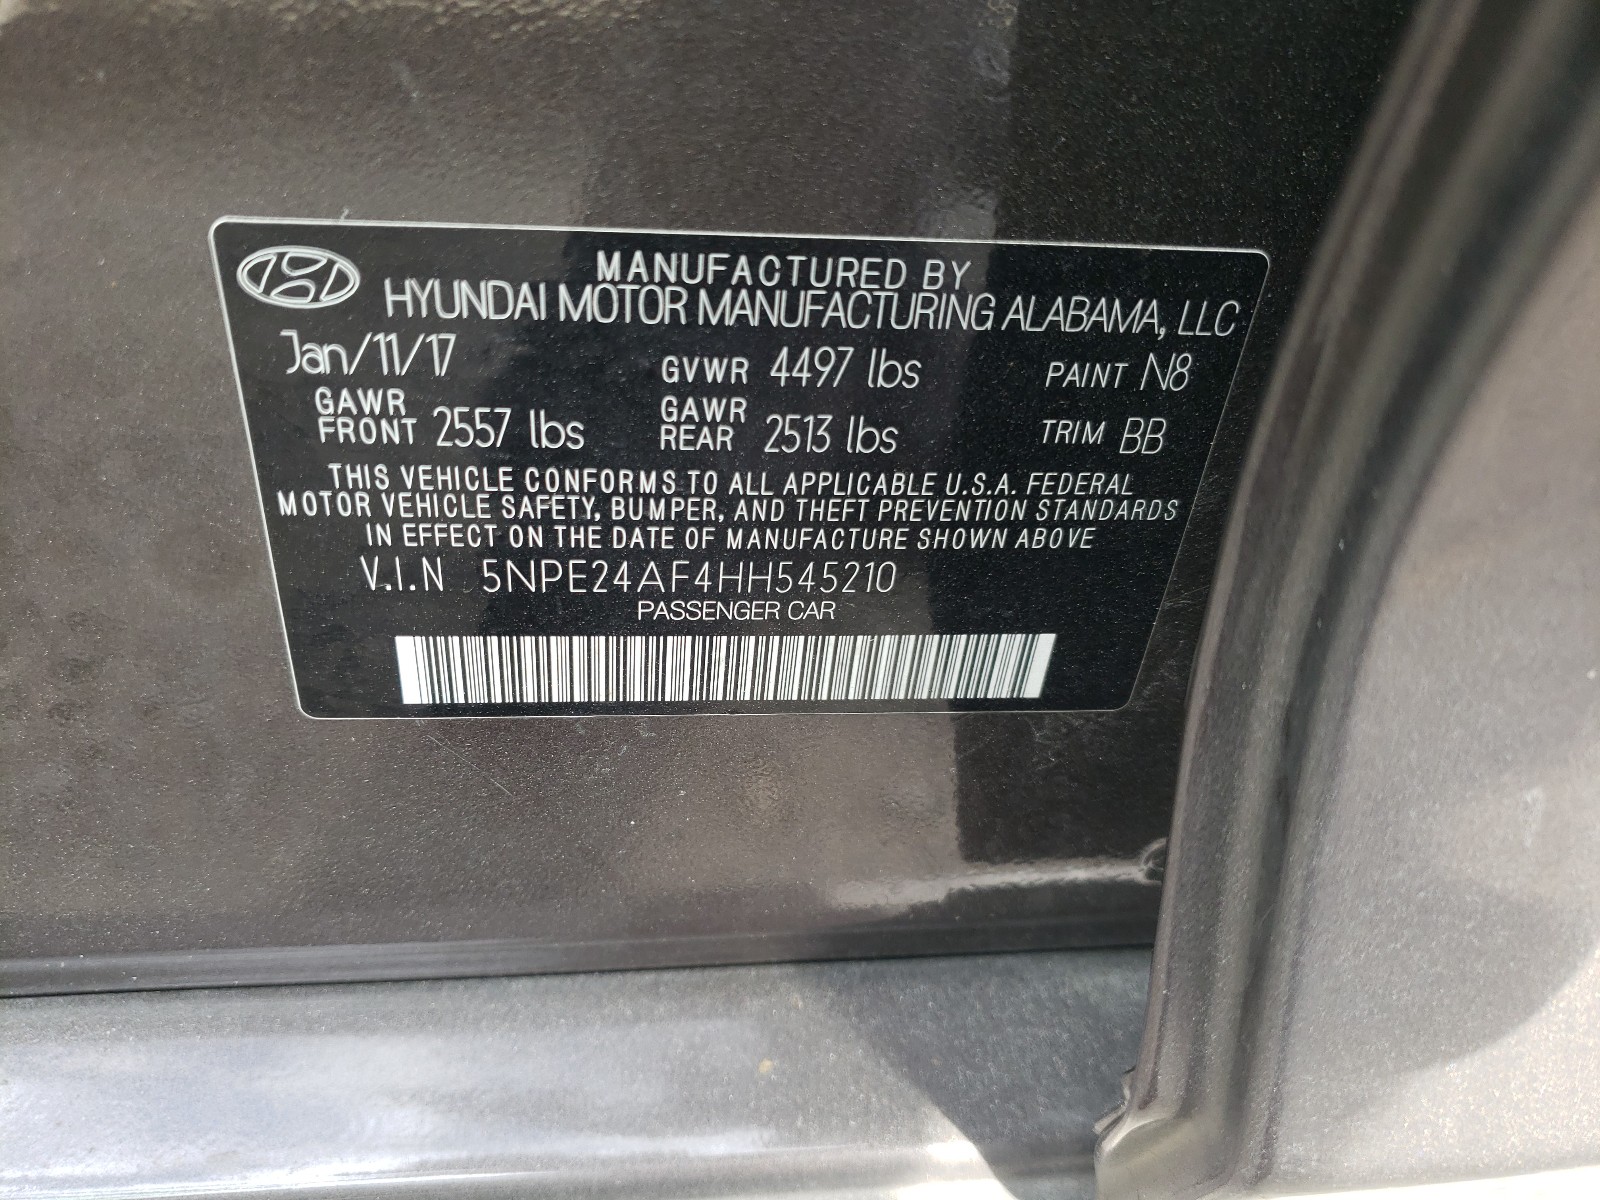 MANUFACTURED BY
HYUNDAI MOTOR MANUFACTURING ALABAMA, LLC
Jan/11/17 GVWR 4497 lbs PAINT N8
GAWR FRONT 2557 lbs GAWR REAR 2513 lbs TRIM BB
THIS VEHICLE CONFORMS TO ALL APPLICABLE U.S.A. FEDERAL
MOTOR VEHICLE SAFETY, BUMPER, AND THEFT PREVENTION STANDARDS
IN EFFECT ON THE DATE OF MANUFACTURE SHOWN ABOVE
V.I.N 5NPE24AF4HH545210
PASSENGER CAR